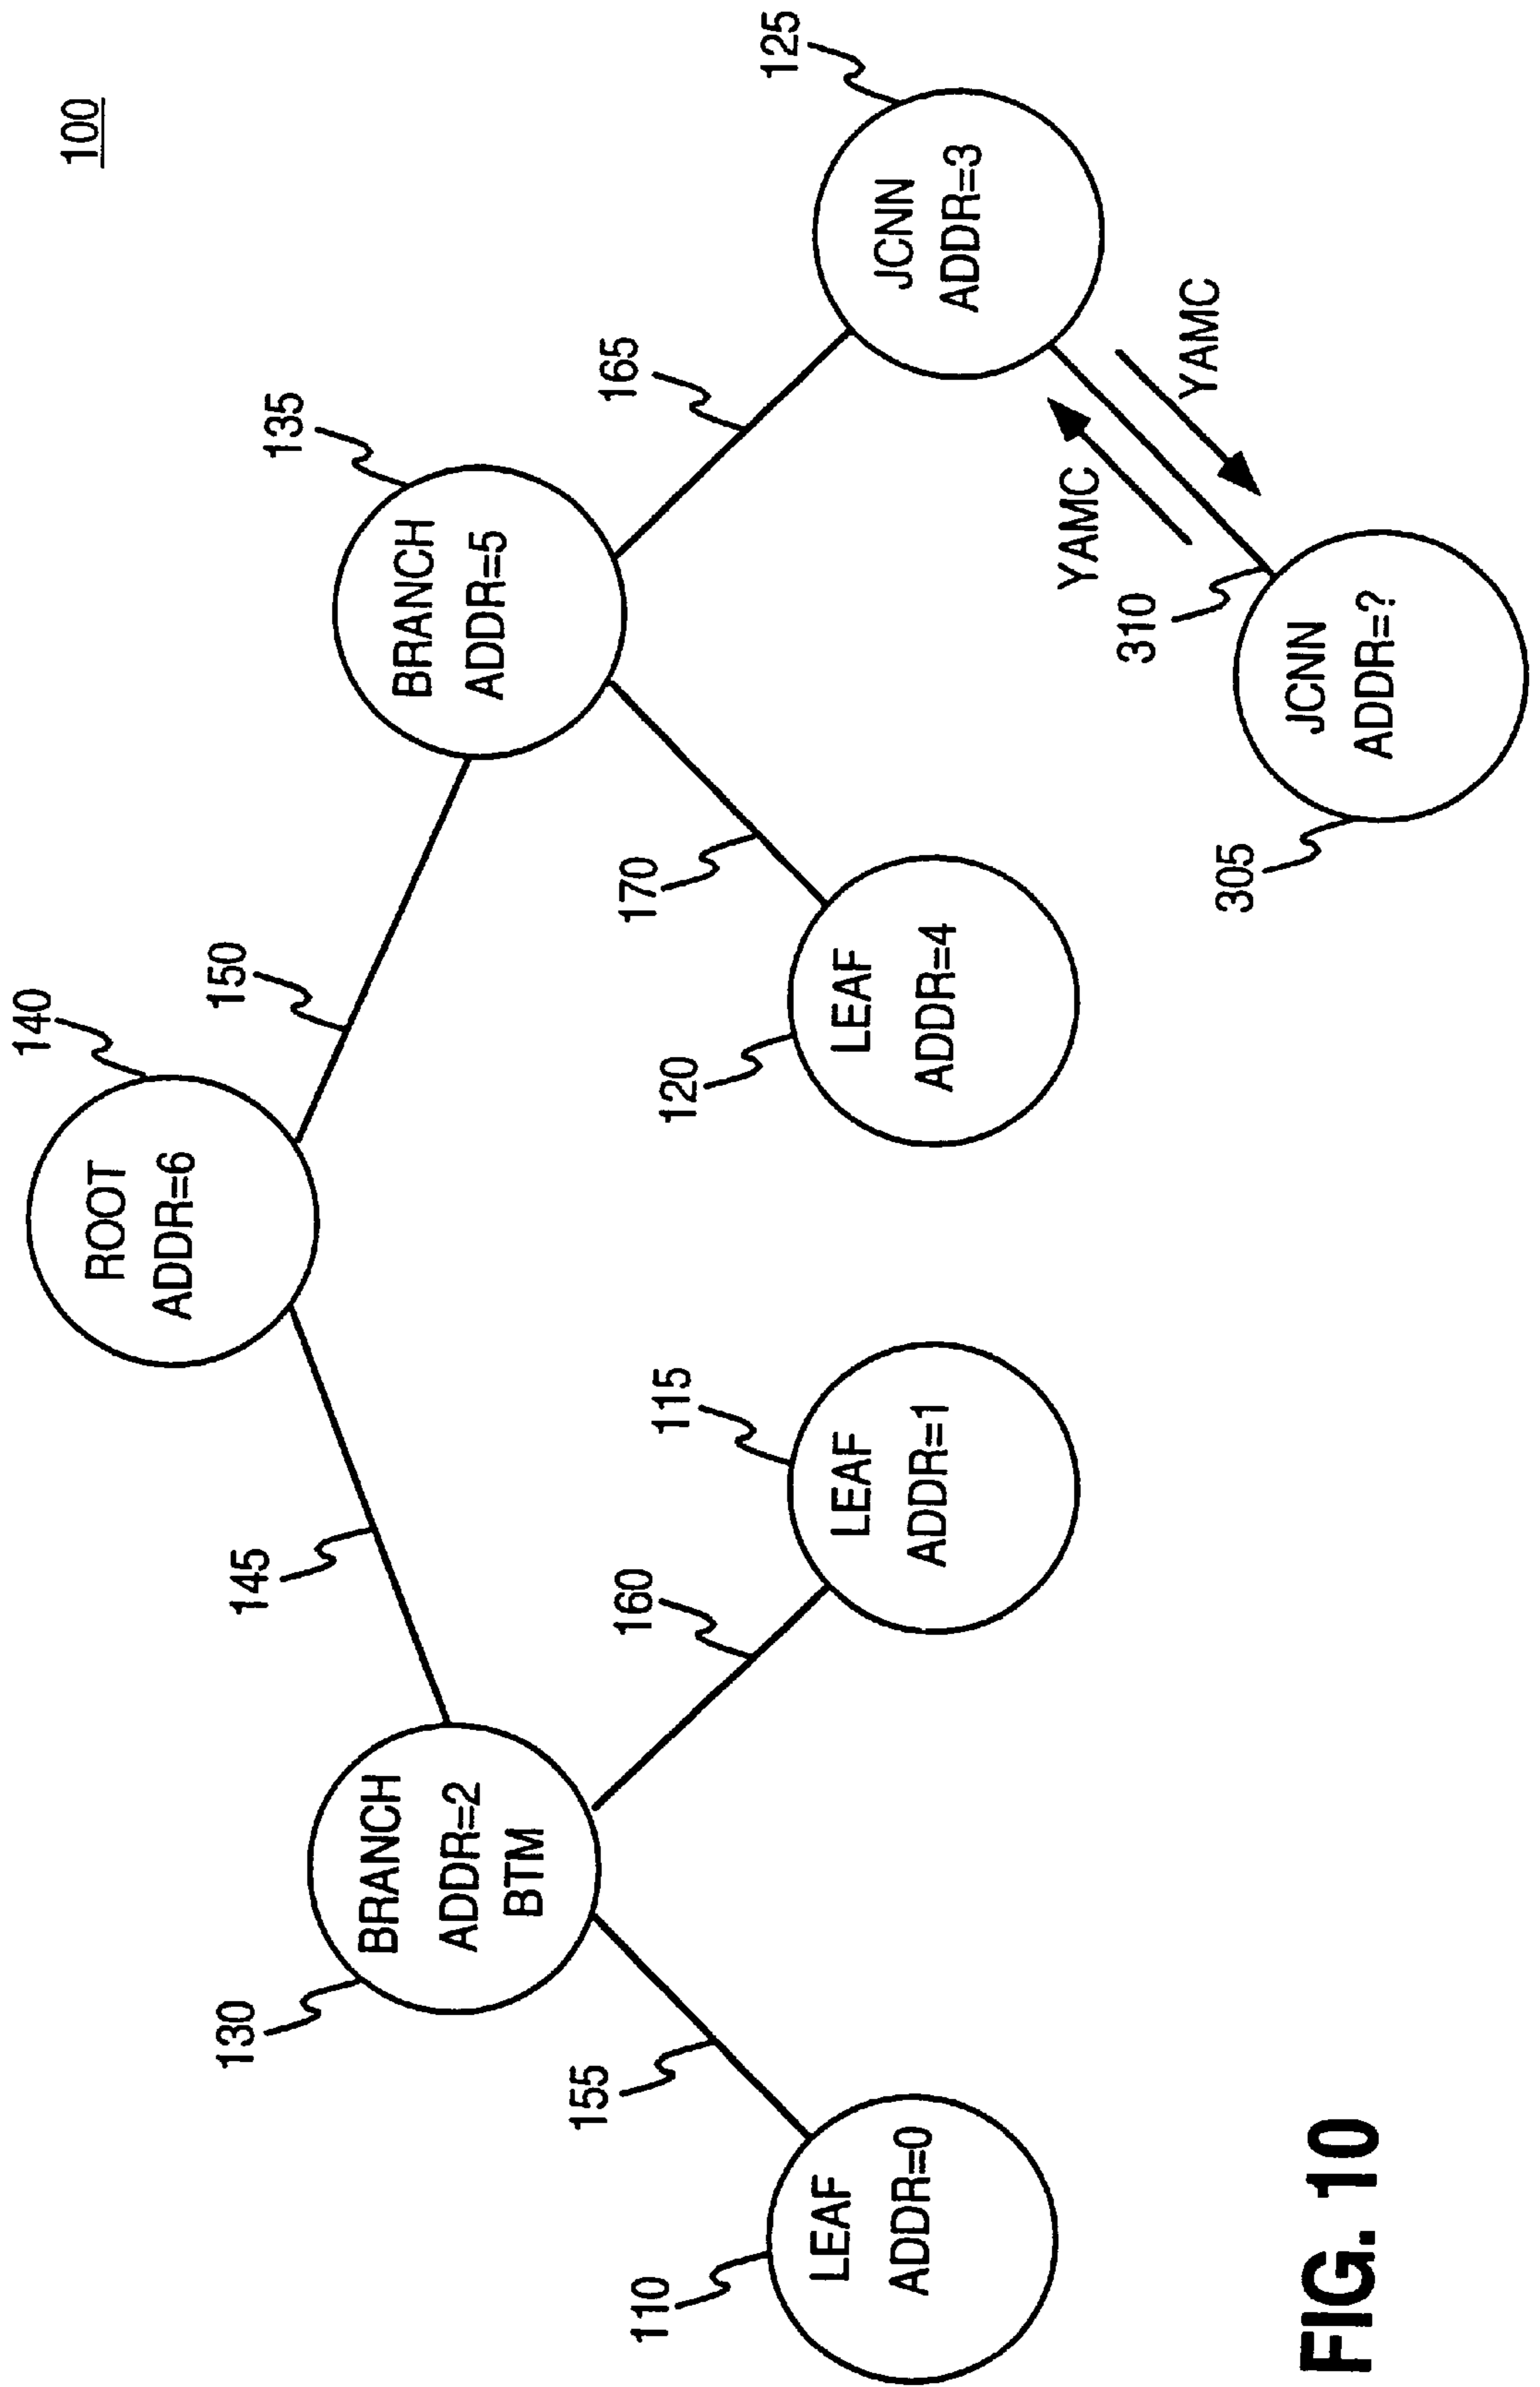 100
140
ROOT
ADDR=6
145
150
130
BRANCH
ADDR=2
BTM
135
BRANCH
ADDR=5
155
160
170
165
110
LEAF
ADDR=0
115
LEAF
ADDR=1
120
LEAF
ADDR=4
125
JCNN
ADDR=3
YAMC
YAMC
310
305
JCNN
ADDR=?
FIG. 10